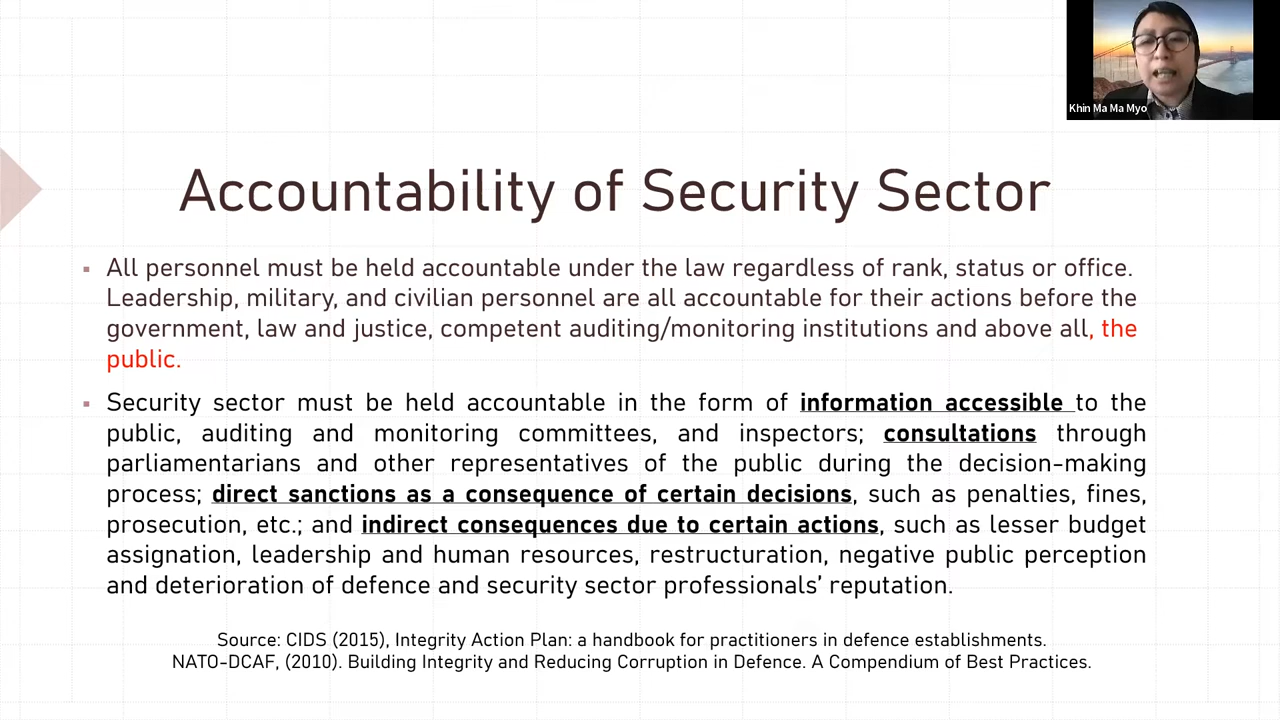 Khin Ma Ma Myo
Accountability of Security Sector
▪ All personnel must be held accountable under the law regardless of rank, status or office.
Leadership, military, and civilian personnel are all accountable for their actions before the
government, law and justice, competent auditing/monitoring institutions and above all, the
public.
▪ Security sector must be held accountable in the form of information accessible to the
public, auditing and monitoring committees, and inspectors; consultations through
parliamentarians and other representatives of the public during the decision-making
process; direct sanctions as a consequence of certain decisions, such as penalties, fines,
prosecution, etc.; and indirect consequences due to certain actions, such as lesser budget
assignation, leadership and human resources, restructuration, negative public perception
and deterioration of defence and security sector professionals’ reputation.
Source: CIDS (2015), Integrity Action Plan: a handbook for practitioners in defence establishments.
NATO-DCAF, (2010). Building Integrity and Reducing Corruption in Defence. A Compendium of Best Practices.